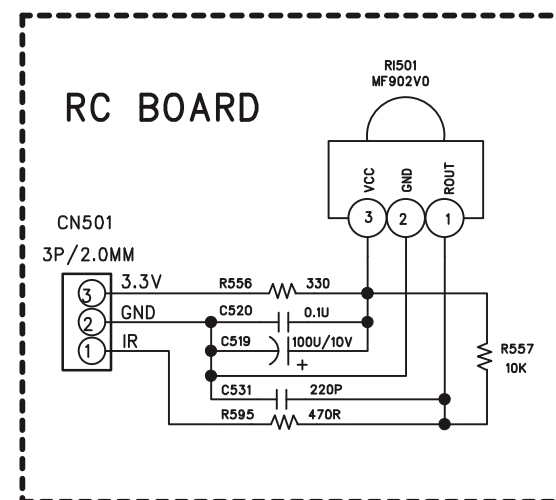 RI501
MF902V0
RC BOARD
VCC
GND
ROUT
3
2
1
CN501
3P/2.0MM
3
3.3V
R556
330
2
GND
C520
0.1U
1
IR
C519
100U/10V
+
R557
10K
C531
220P
R595
470R